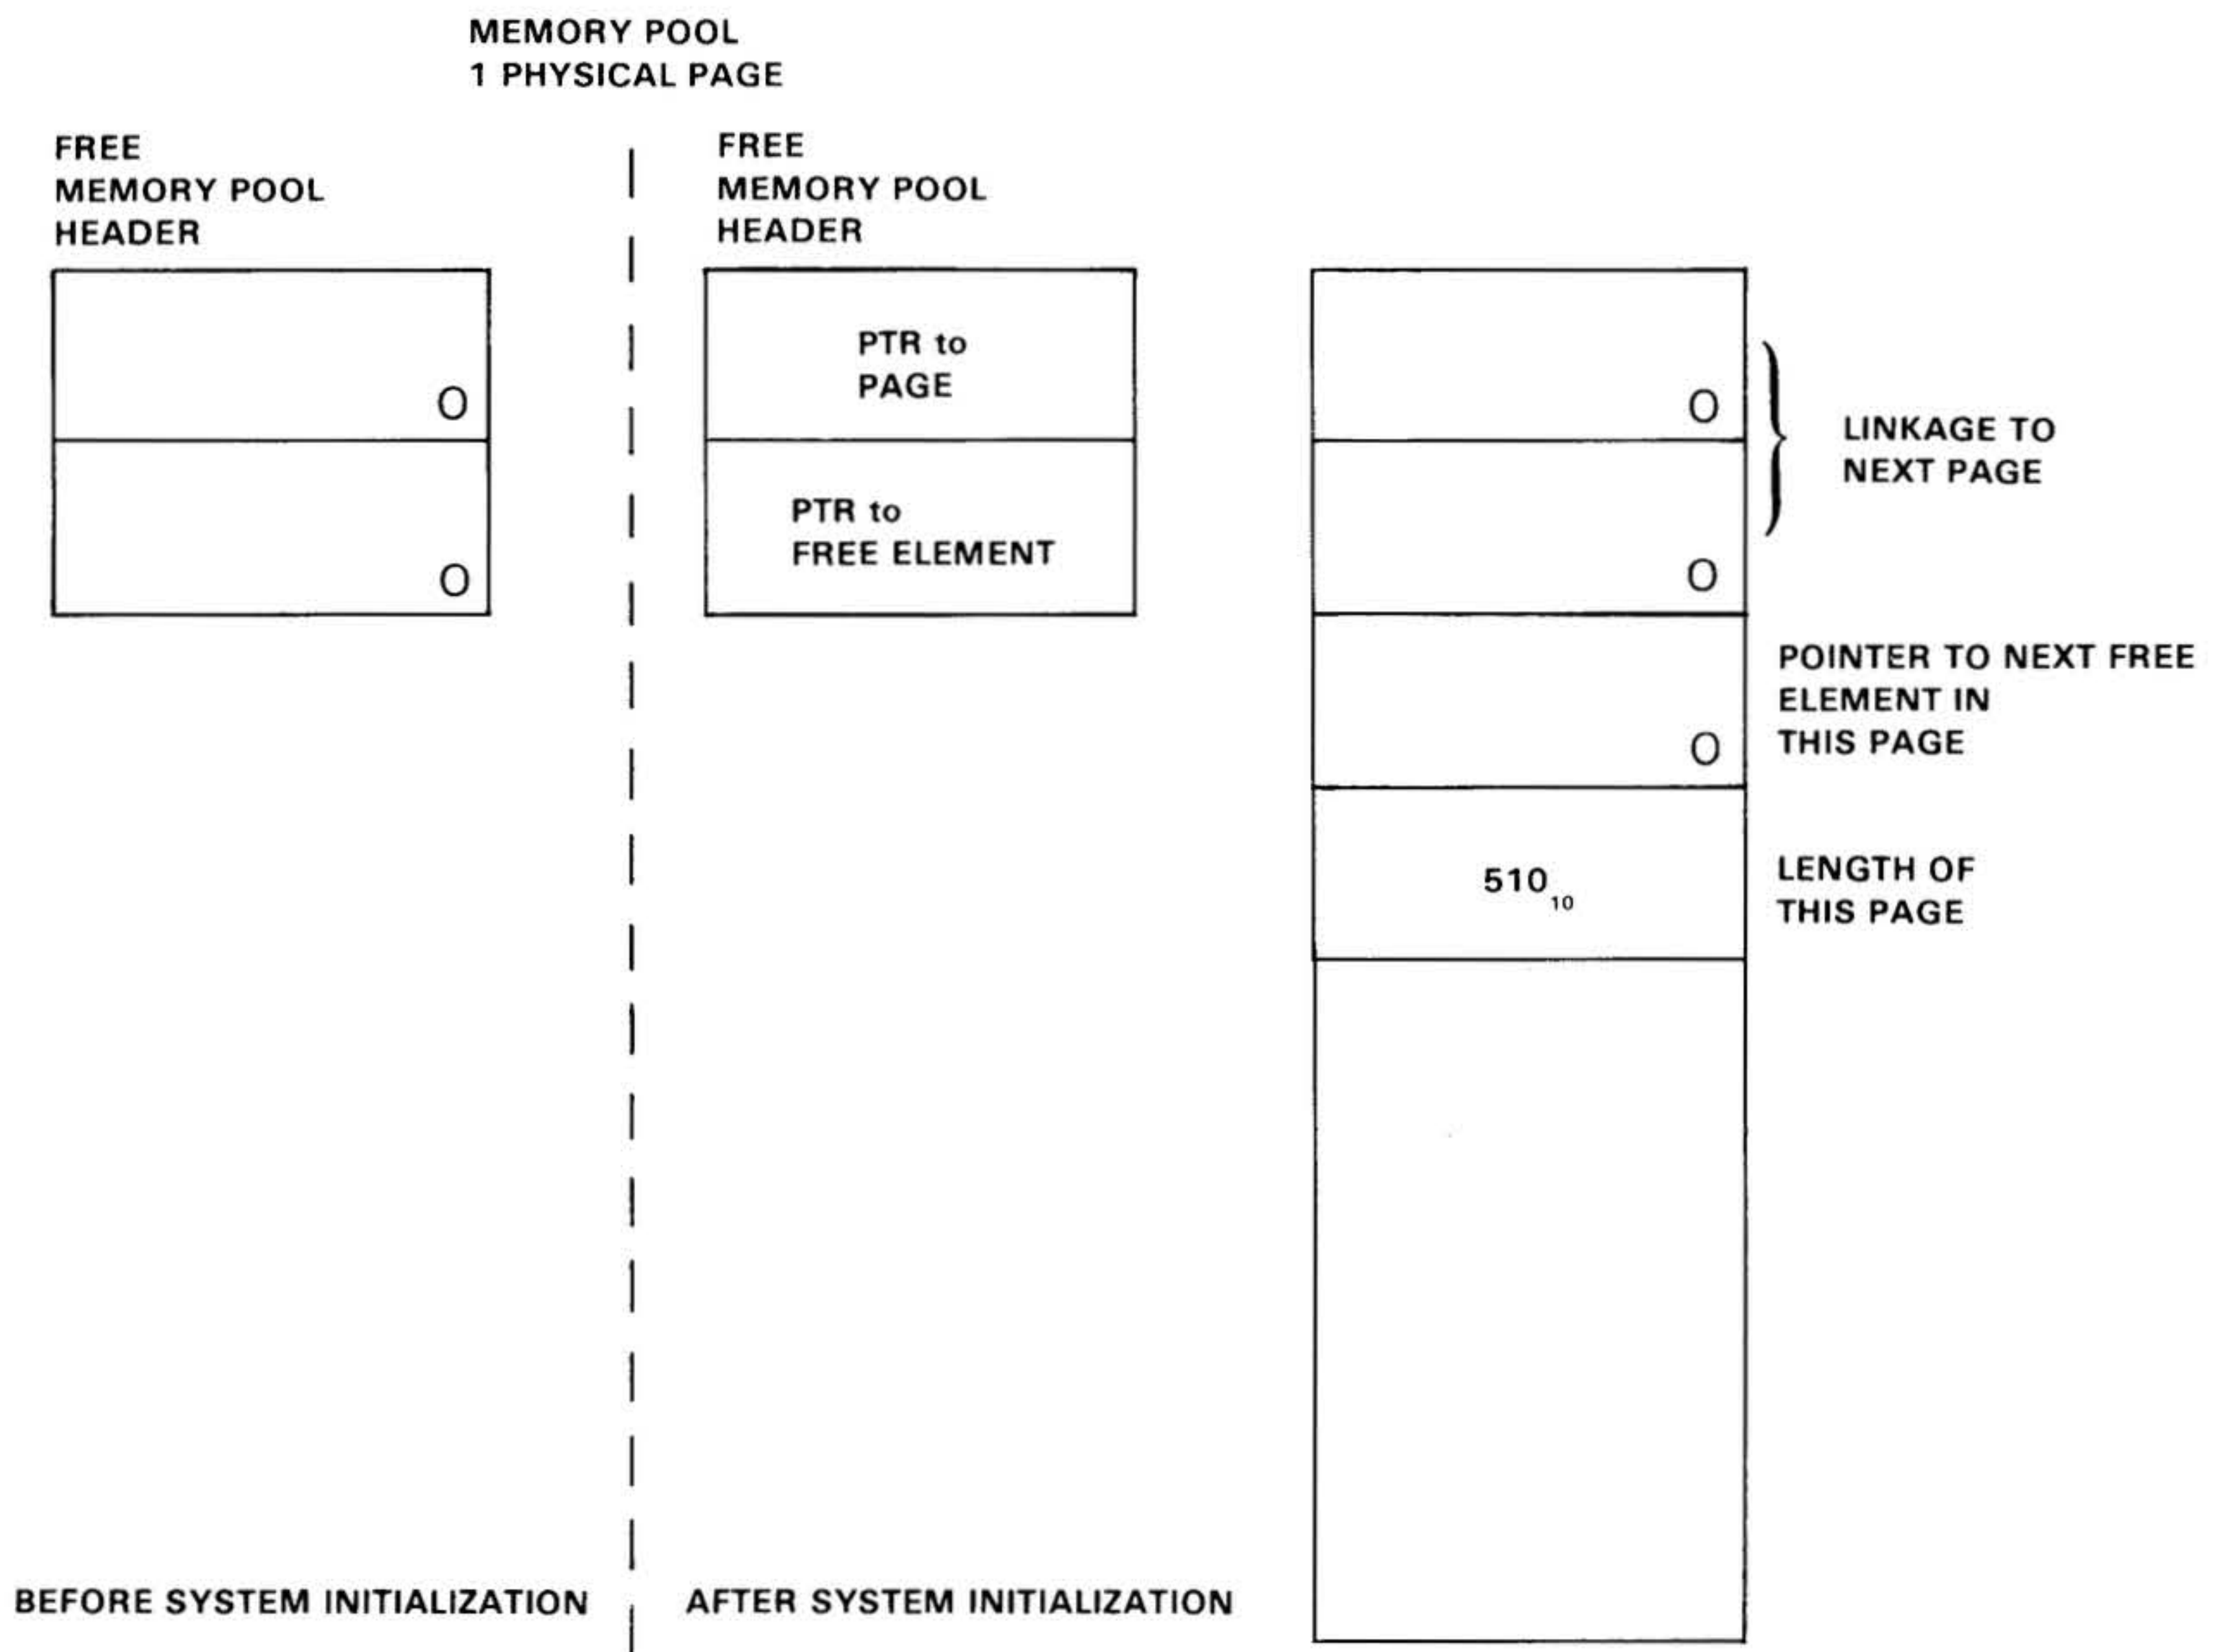 MEMORY POOL
1 PHYSICAL PAGE
FREE
MEMORY POOL
HEADER
O
O
BEFORE SYSTEM INITIALIZATION
FREE
MEMORY POOL
HEADER
PTR to
PAGE
PTR to
FREE ELEMENT
AFTER SYSTEM INITIALIZATION
O
O
LINKAGE TO
NEXT PAGE
O
POINTER TO NEXT FREE
ELEMENT IN
THIS PAGE
510₁₀
LENGTH OF
THIS PAGE